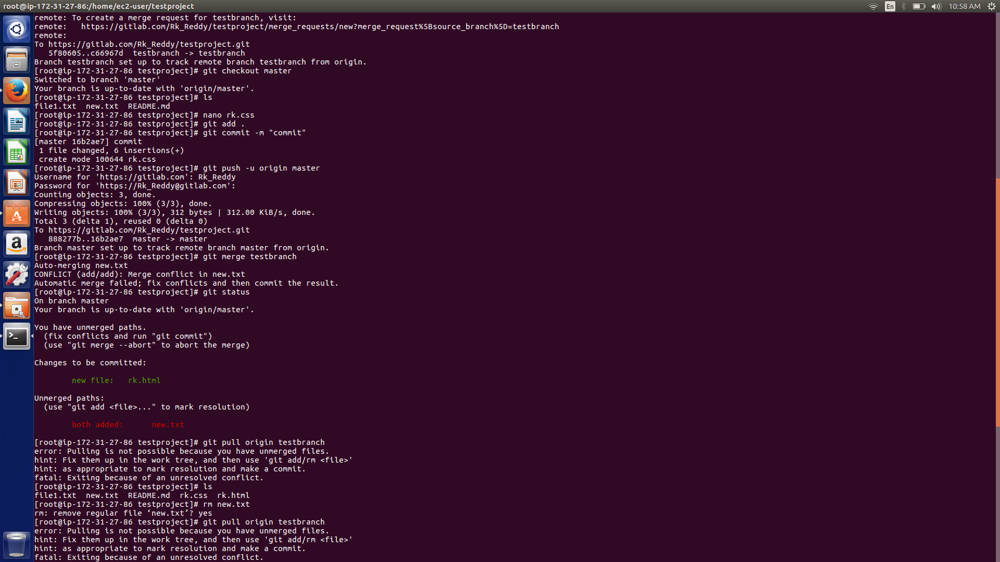 root@ip-172-31-27-86:/home/ec2-user/testproject
En
10:58 AM
remote: To create a merge request for testbranch, visit:
remote:   https://gitlab.com/Rk_Reddy/testproject/merge_requests/new?merge_request%5Bsource_branch%5D=testbranch
remote:
To https://gitlab.com/Rk_Reddy/testproject.git
   5f80605..c66967d  testbranch -> testbranch
Branch testbranch set up to track remote branch testbranch from origin.
[root@ip-172-31-27-86 testproject]# git checkout master
Switched to branch 'master'
Your branch is up-to-date with 'origin/master'.
[root@ip-172-31-27-86 testproject]# ls
file1.txt  new.txt  README.md
[root@ip-172-31-27-86 testproject]# nano rk.css
[root@ip-172-31-27-86 testproject]# git add .
[root@ip-172-31-27-86 testproject]# git commit -m "commit"
[master 16b2ae7] commit
 1 file changed, 6 insertions(+)
 create mode 100644 rk.css
[root@ip-172-31-27-86 testproject]# git push -u origin master
Username for 'https://gitlab.com': Rk_Reddy
Password for 'https://Rk_Reddy@gitlab.com':
Counting objects: 3, done.
Compressing objects: 100% (3/3), done.
Writing objects: 100% (3/3), 312 bytes | 312.00 KiB/s, done.
Total 3 (delta 1), reused 0 (delta 0)
To https://gitlab.com/Rk_Reddy/testproject.git
   888277b..16b2ae7  master -> master
Branch master set up to track remote branch master from origin.
[root@ip-172-31-27-86 testproject]# git merge testbranch
Auto-merging new.txt
CONFLICT (add/add): Merge conflict in new.txt
Automatic merge failed; fix conflicts and then commit the result.
[root@ip-172-31-27-86 testproject]# git status
On branch master
Your branch is up-to-date with 'origin/master'.
You have unmerged paths.
  (fix conflicts and run "git commit")
  (use "git merge --abort" to abort the merge)
Changes to be committed:
        new file:   rk.html
Unmerged paths:
  (use "git add <file>..." to mark resolution)
        both added:      new.txt
[root@ip-172-31-27-86 testproject]# git pull origin testbranch
error: Pulling is not possible because you have unmerged files.
hint: Fix them up in the work tree, and then use 'git add/rm <file>'
hint: as appropriate to mark resolution and make a commit.
fatal: Exiting because of an unresolved conflict.
[root@ip-172-31-27-86 testproject]# ls
file1.txt  new.txt  README.md  rk.css  rk.html
[root@ip-172-31-27-86 testproject]# rm new.txt
rm: remove regular file ‘new.txt’? yes
[root@ip-172-31-27-86 testproject]# git pull origin testbranch
error: Pulling is not possible because you have unmerged files.
hint: Fix them up in the work tree, and then use 'git add/rm <file>'
hint: as appropriate to mark resolution and make a commit.
fatal: Exiting because of an unresolved conflict.